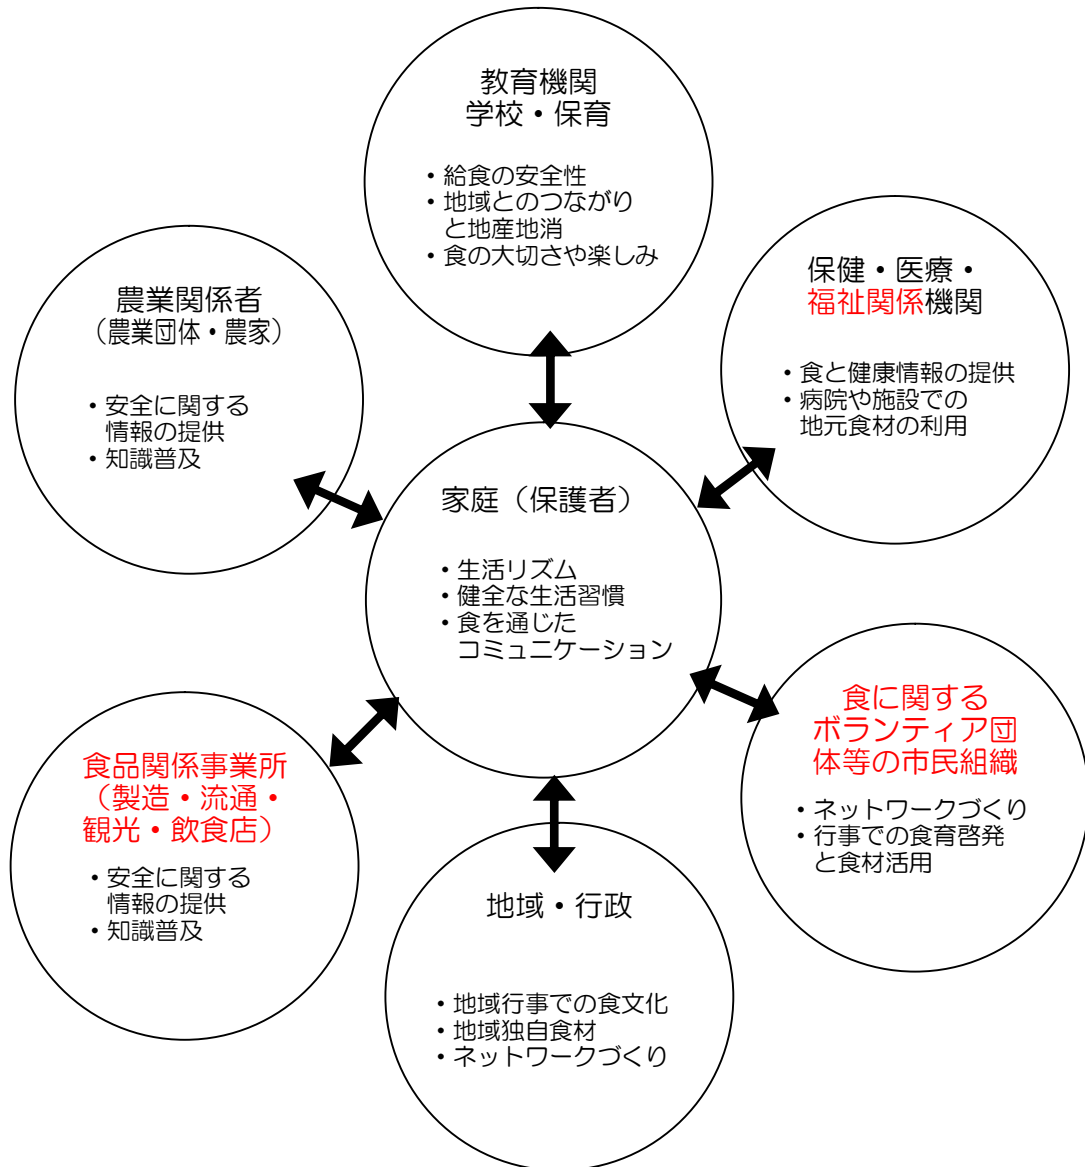 教育機関
学校・保育
・給食の安全性
・地域とのつながり
と地産地消
・食の大切さや楽しみ
農業関係者
（農業団体・農家）
・安全に関する
情報の提供
・知識普及
保健・医療・
福祉関係機関
・食と健康情報の提供
・病院や施設での
地元食材の利用
家庭（保護者）
・生活リズム
・健全な生活習慣
・食を通じた
コミュニケーション
食品関係事業所
（製造・流通・
観光・飲食店）
・安全に関する
情報の提供
・知識普及
食に関する
ボランティア団
体等の市民組織
・ネットワークづくり
・行事での食育啓発
と食材活用
地域・行政
・地域行事での食文化
・地域独自食材
・ネットワークづくり